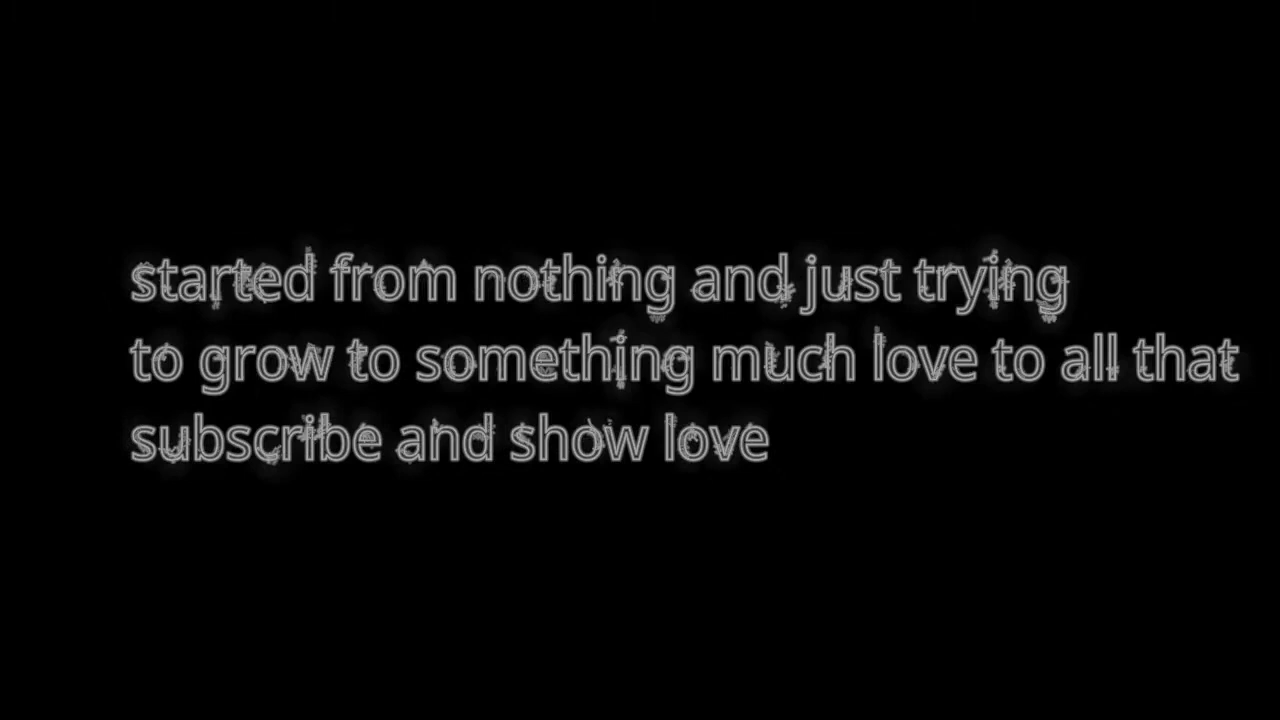 started from nothing and just trying
to grow to something much love to all that
subscribe and show love